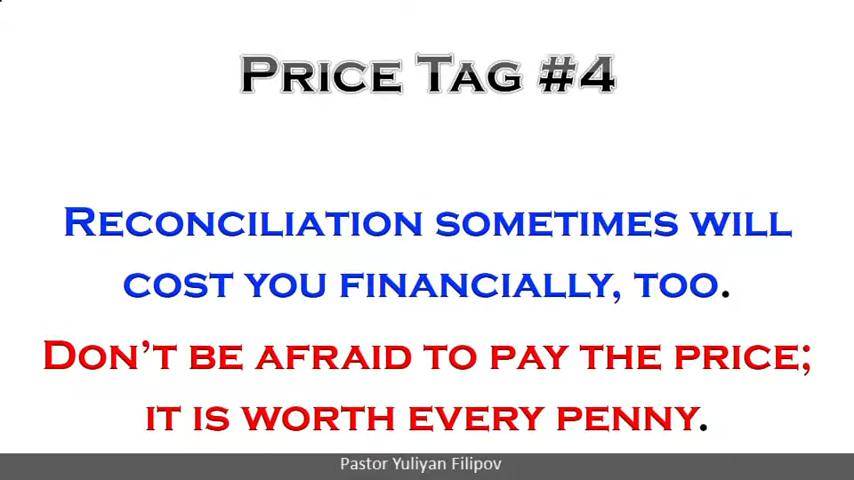 Price Tag #4
Reconciliation sometimes will
cost you financially, too.
Don't be afraid to pay the price;
it is worth every penny.
Pastor Yuliyan Filipov